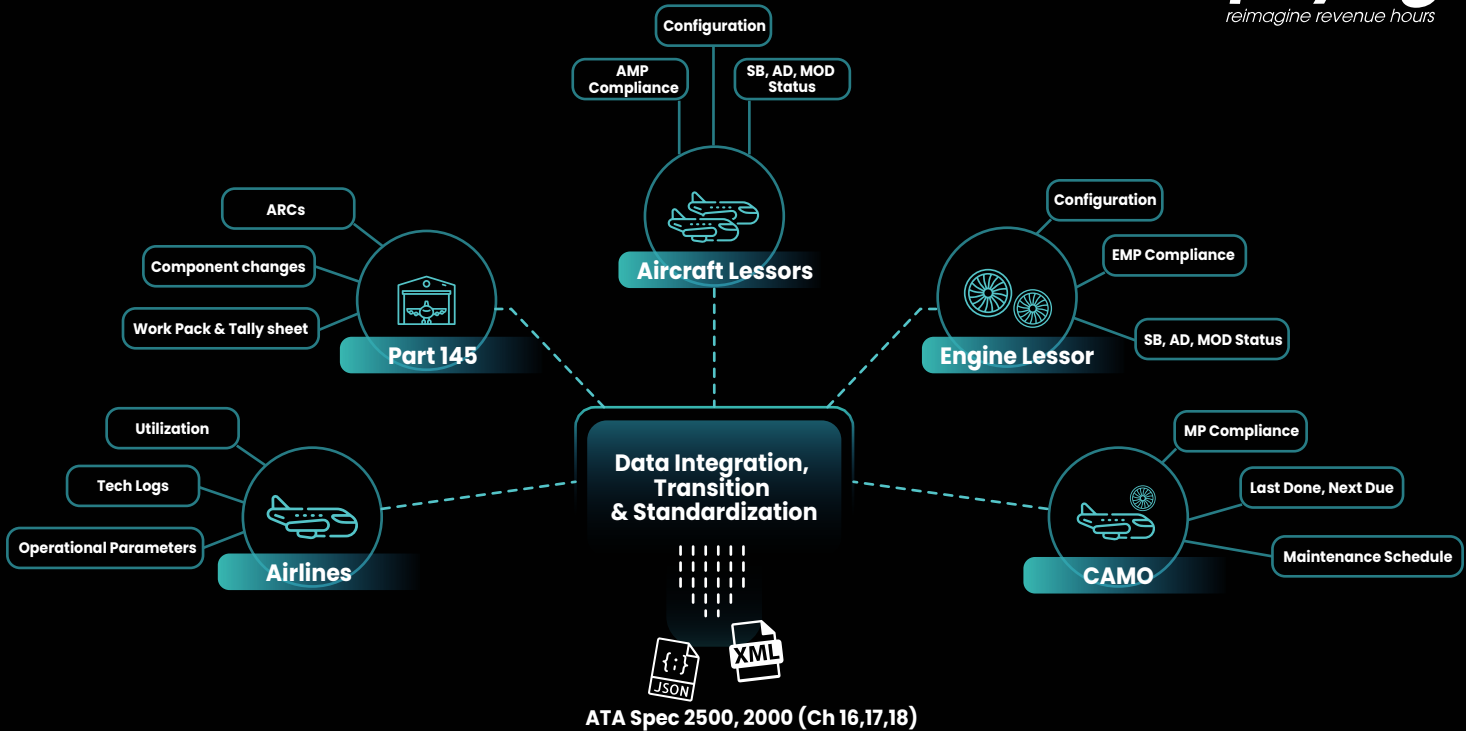 reimagine revenue hours
Configuration
AMP
Compliance
SB, AD, MOD
Status
Aircraft Lessors
ARCs
Component changes
Work Pack & Tally sheet
Part 145
Configuration
EMP Compliance
SB, AD, MOD Status
Engine Lessor
Utilization
Tech Logs
Operational Parameters
Airlines
Data Integration,
Transition
& Standardization
MP Compliance
Last Done, Next Due
Maintenance Schedule
CAMO
{;}
JSON
XML
ATA Spec 2500, 2000 (Ch 16,17,18)